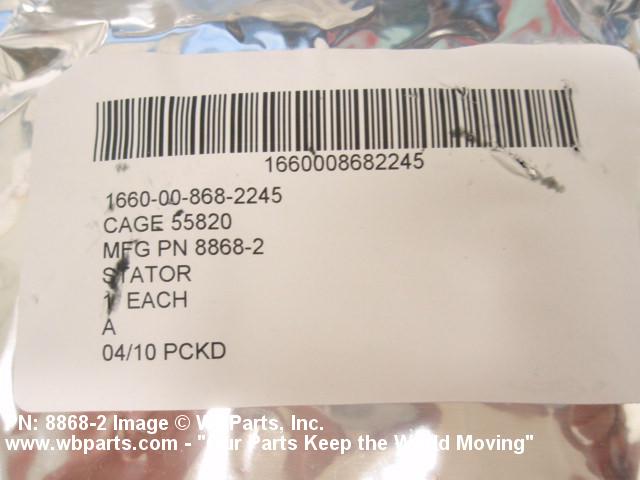 1660008682245
1660-00-868-2245
CAGE 55820
MFG PN 8868-2
STATOR
1 EACH
A
04/10 PCKD
PN: 8868-2 Image © WBParts, Inc.
www.wbparts.com - "Our Parts Keep the World Moving"